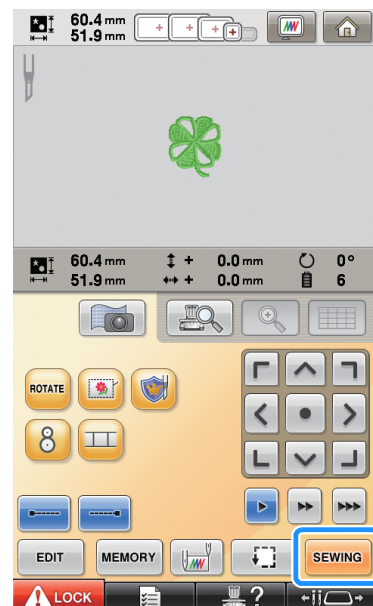 60.4 mm
51.9 mm
60.4 mm + 0.0 mm 0°
51.9 mm + 0.0 mm 6
ROTATE
8
EDIT MEMORY SEWING
LOCK ?